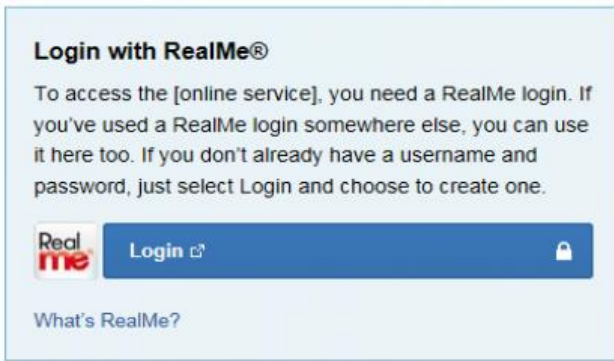 Login with RealMe®
To access the [online service], you need a RealMe login. If
you've used a RealMe login somewhere else, you can use
it here too. If you don't already have a username and
password, just select Login and choose to create one.
Real
me
Login
What's RealMe?